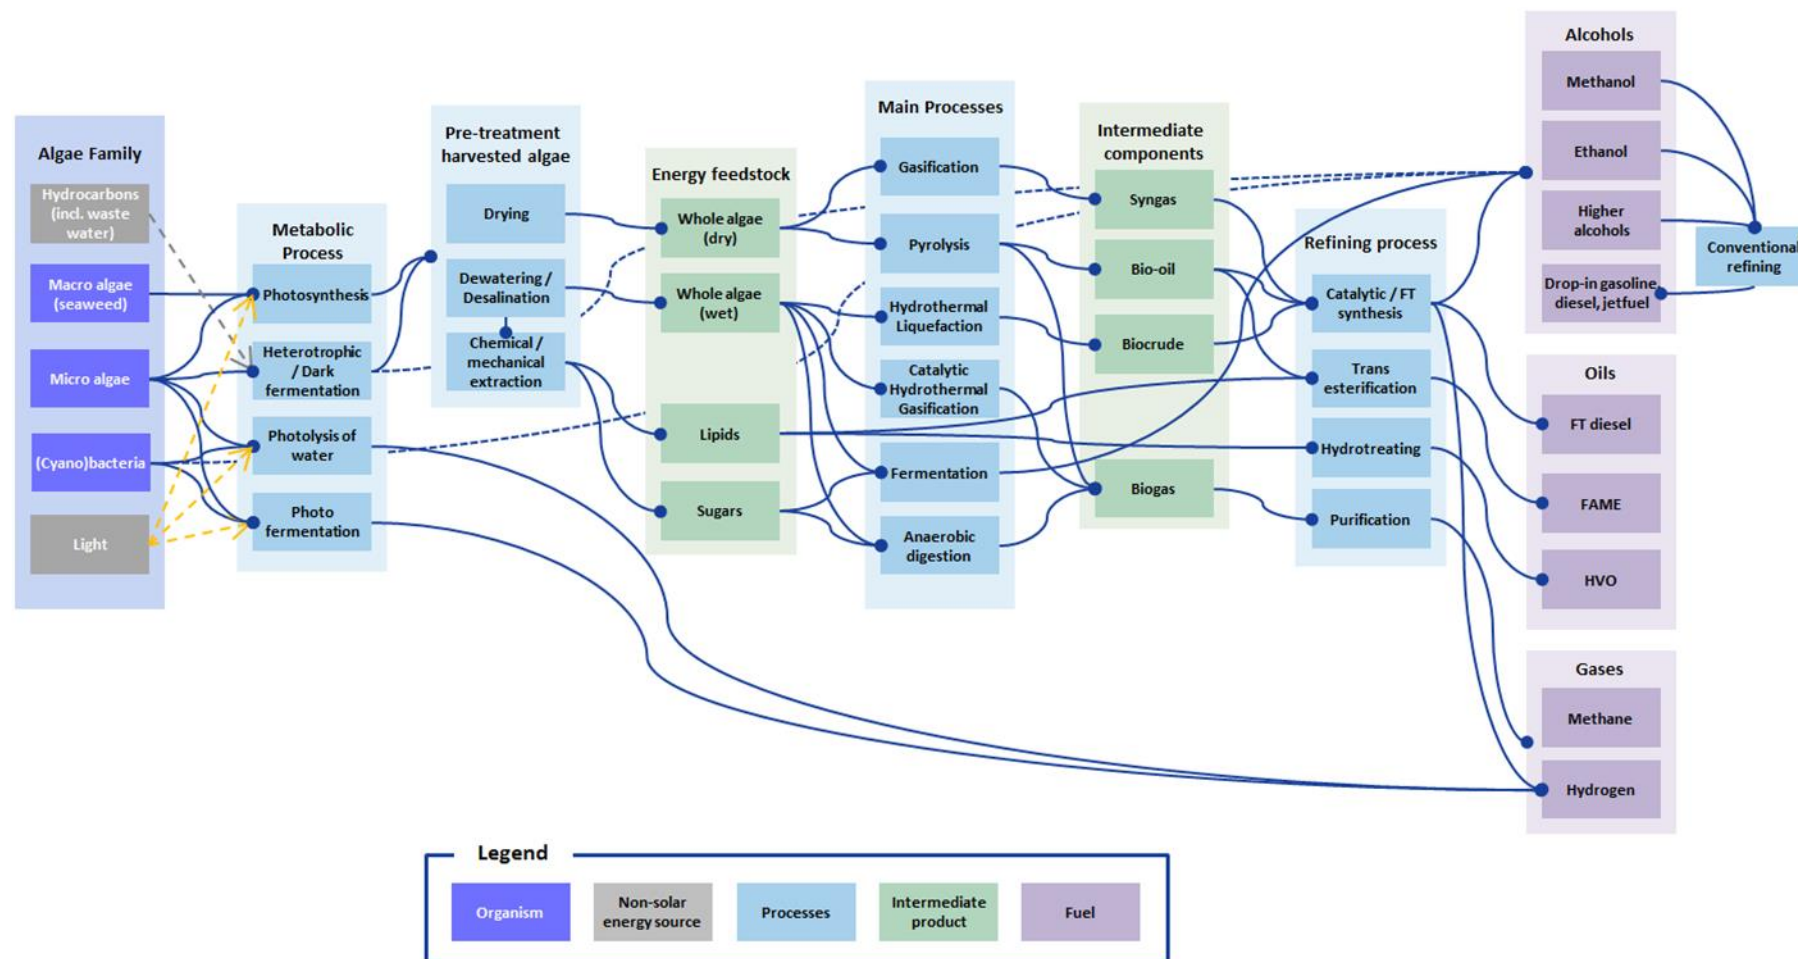 Algae Family
Hydrocarbons
(incl. waste
water)
Macro algae
(seaweed)
Micro algae
(Cyano)bacteria
Light
Metabolic
Process
Photosynthesis
Heterotrophic
/ Dark
fermentation
Photolysis of
water
Photo
fermentation
Pre-treatment
harvested algae
Drying
Dewatering /
Desalination
Chemical /
mechanical
extraction
Energy feedstock
Whole algae
(dry)
Whole algae
(wet)
Lipids
Sugars
Main Processes
Gasification
Pyrolysis
Hydrothermal
Liquefaction
Catalytic
Hydrothermal
Gasification
Fermentation
Anaerobic
digestion
Intermediate
components
Syngas
Bio-oil
Biocrude
Biogas
Refining process
Catalytic / FT
synthesis
Trans
esterification
Hydrotreating
Purification
Alcohols
Methanol
Ethanol
Higher
alcohols
Drop-in gasoline,
diesel, jetfuel
Conventional
refining
Oils
FT diesel
FAME
HVO
Gases
Methane
Hydrogen
Legend
Organism
Non-solar
energy source
Processes
Intermediate
product
Fuel